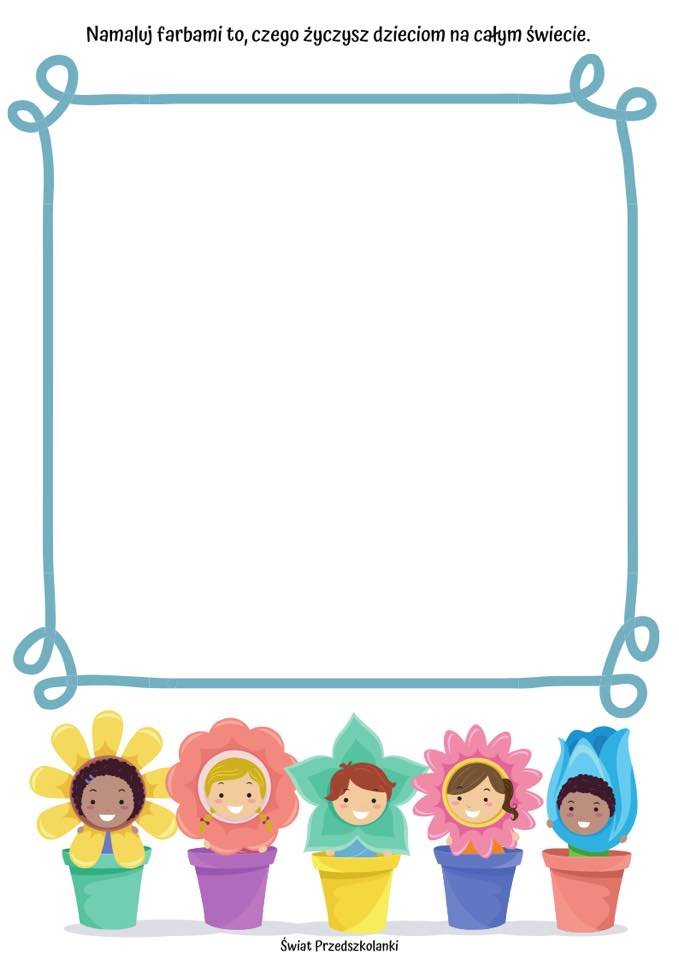 Namaluj farbami to, czego życzysz dzieciom na całym świecie.
Świat Przedszkolanki